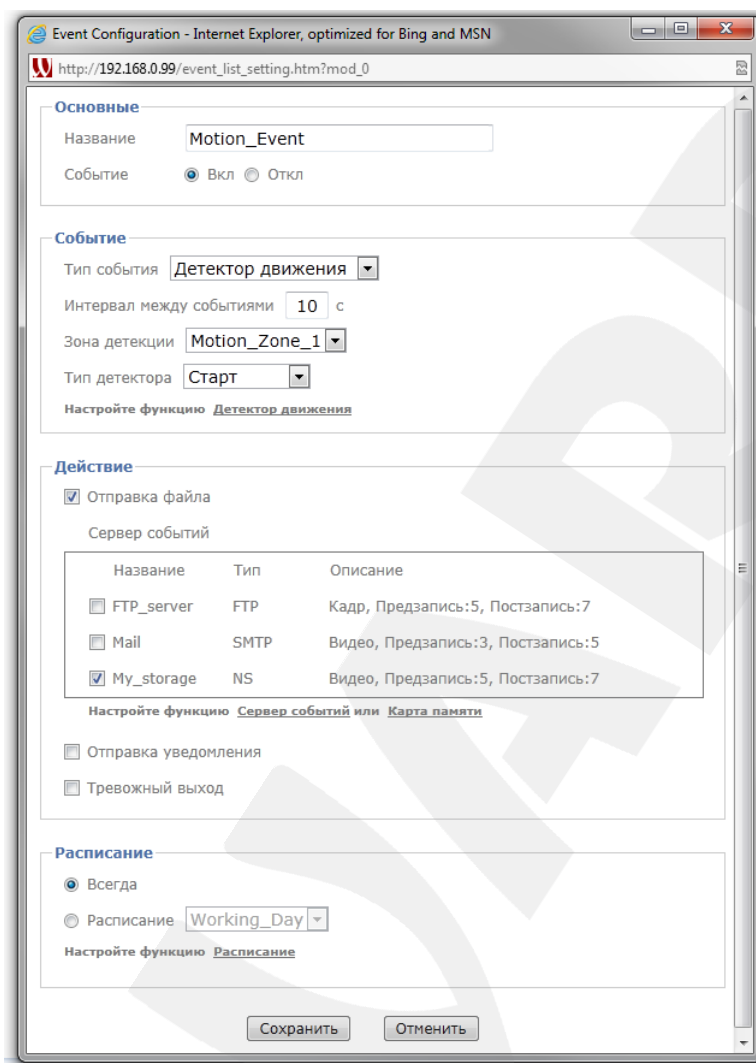 Event Configuration - Internet Explorer, optimized for Bing and MSN
http://192.168.0.99/event_list_setting.htm?mod_0
Основные
Название Motion_Event
Событие Вкл Откл
Событие
Тип события Детектор движения
Интервал между событиями 10 с
Зона детекции Motion_Zone_1
Тип детектора Старт
Настройте функцию Детектор движения
Действие
Отправка файла
Сервер событий
Название Тип Описание
FTP_server FTP Кадр, Предзапись:5, Постзапись:7
Mail SMTP Видео, Предзапись:3, Постзапись:5
My_storage NS Видео, Предзапись:5, Постзапись:7
Настройте функцию Сервер событий или Карта памяти
Отправка уведомления
Тревожный выход
Расписание
Всегда
Расписание Working_Day
Настройте функцию Расписание
Сохранить Отменить